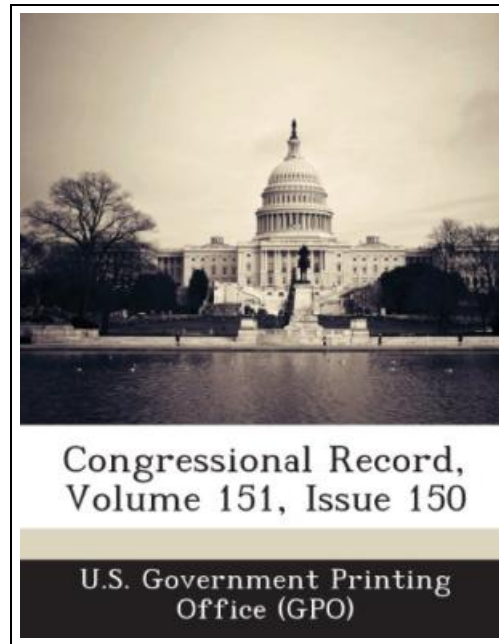 Congressional Record,
Volume 151, Issue 150
U.S. Government Printing
Office (GPO)